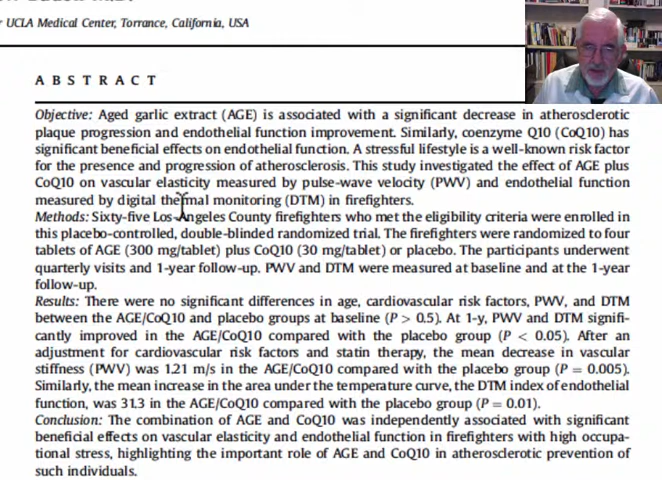 r UCLA Medical Center, Torrance, California, USA
A B S T R A C T
Objective: Aged garlic extract (AGE) is associated with a significant decrease in atherosclerotic
plaque progression and endothelial function improvement. Similarly, coenzyme Q10 (CoQ10) has
significant beneficial effects on endothelial function. A stressful lifestyle is a well-known risk factor
for the presence and progression of atherosclerosis. This study investigated the effect of AGE plus
CoQ10 on vascular elasticity measured by pulse-wave velocity (PWV) and endothelial function
measured by digital thermal monitoring (DTM) in firefighters.
Methods: Sixty-five Los Angeles County firefighters who met the eligibility criteria were enrolled in
this placebo-controlled, double-blinded randomized trial. The firefighters were randomized to four
tablets of AGE (300 mg/tablet) plus CoQ10 (30 mg/tablet) or placebo. The participants underwent
quarterly visits and 1-year follow-up. PWV and DTM were measured at baseline and at the 1-year
follow-up.
Results: There were no significant differences in age, cardiovascular risk factors, PWV, and DTM
between the AGE/CoQ10 and placebo groups at baseline (P > 0.5). At 1-y, PWV and DTM signifi-
cantly improved in the AGE/CoQ10 compared with the placebo group (P < 0.05). After an
adjustment for cardiovascular risk factors and statin therapy, the mean decrease in vascular
stiffness (PWV) was 1.21 m/s in the AGE/CoQ10 compared with the placebo group (P = 0.005).
Similarly, the mean increase in the area under the temperature curve, the DTM index of endothelial
function, was 31.3 in the AGE/CoQ10 compared with the placebo group (P = 0.01).
Conclusion: The combination of AGE and CoQ10 was independently associated with significant
beneficial effects on vascular elasticity and endothelial function in firefighters with high occupa-
tional stress, highlighting the important role of AGE and CoQ10 in atherosclerotic prevention of
such individuals.